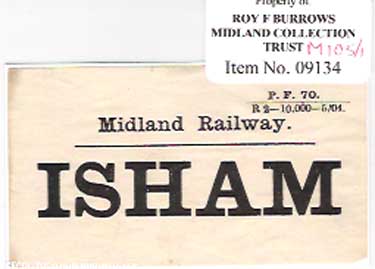 Property of
ROY F BURROWS
MIDLAND COLLECTION
TRUST M105/1
Item No. 09134
P. F. 70.
R 2—10,000—5/04.
Midland Railway.
ISHAM